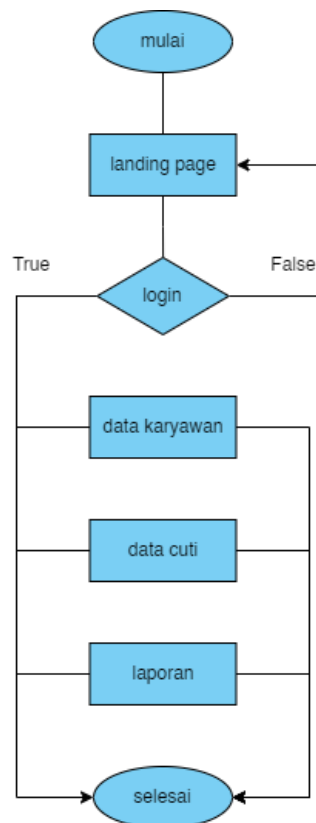 mulai
landing page
True
False
login
data karyawan
data cuti
laporan
selesai